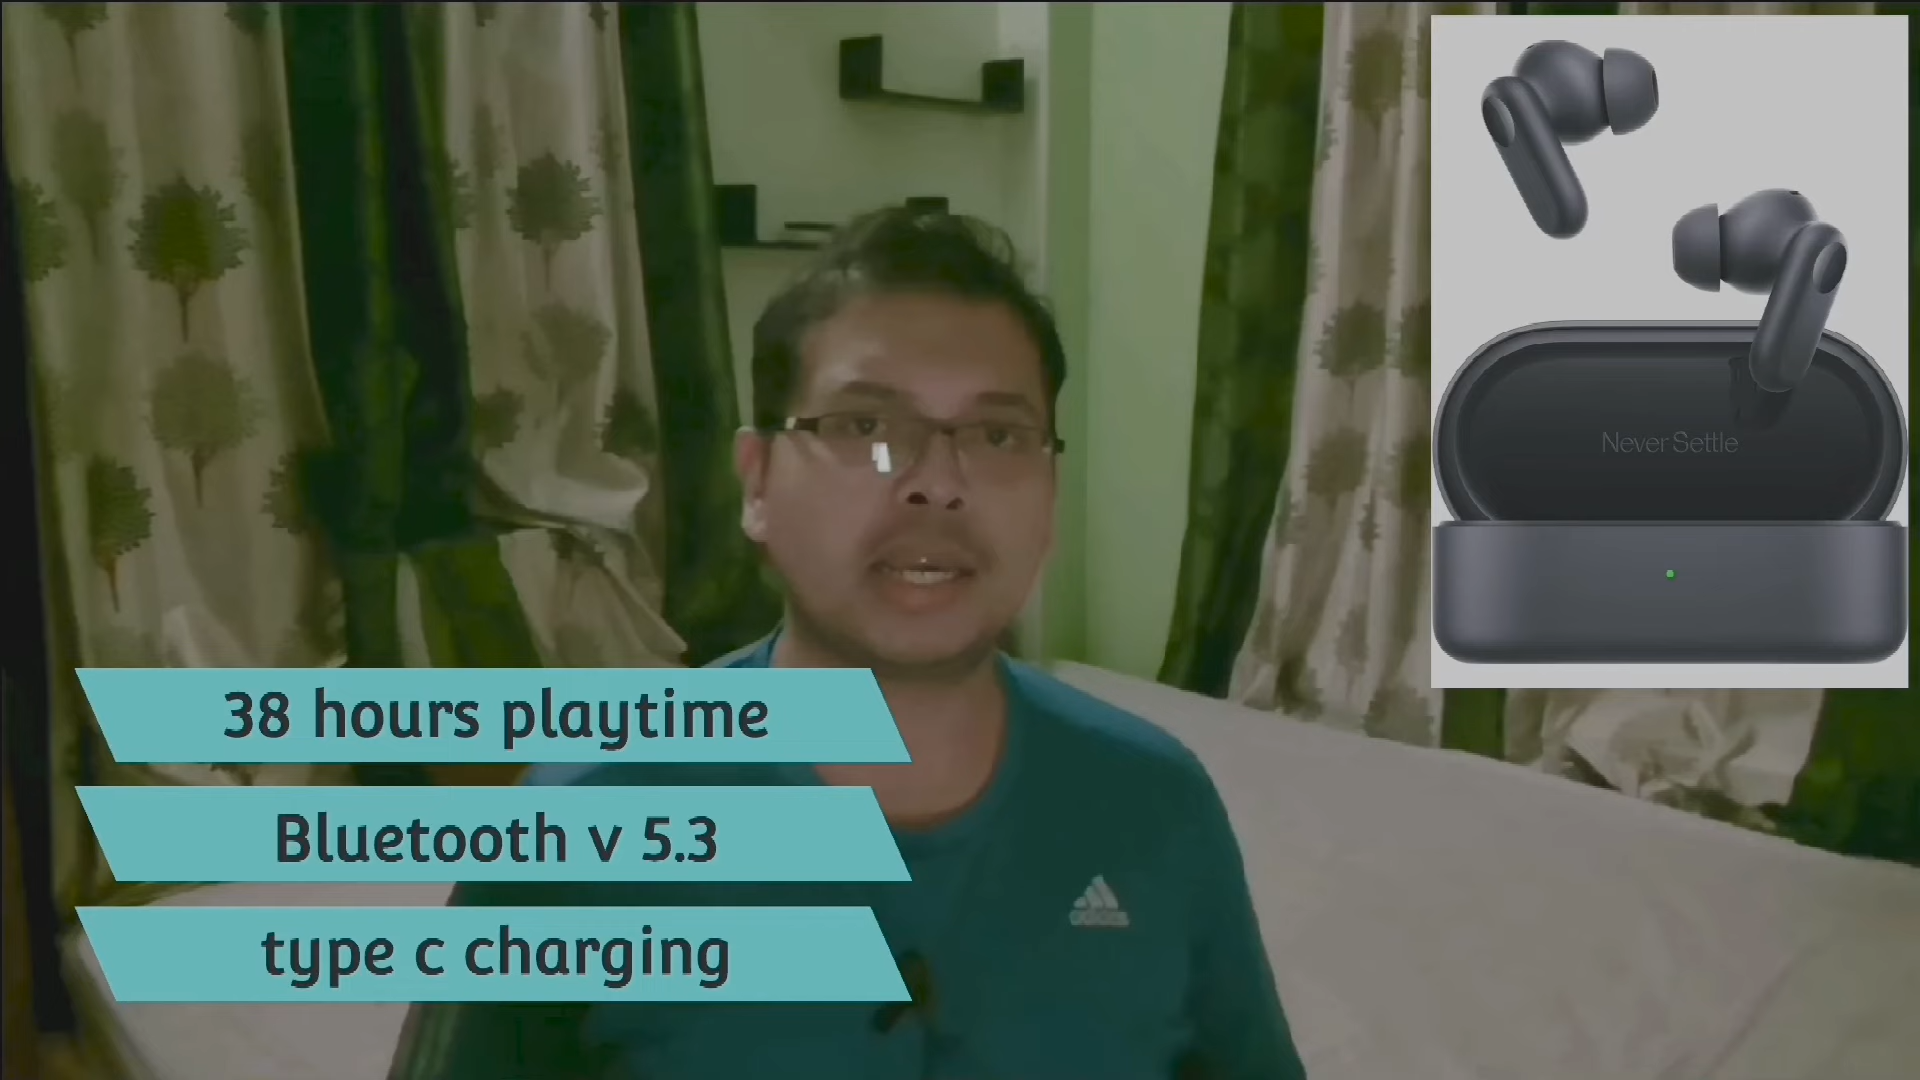 Never Settle
38 hours playtime
Bluetooth v 5.3
type c charging
adidas